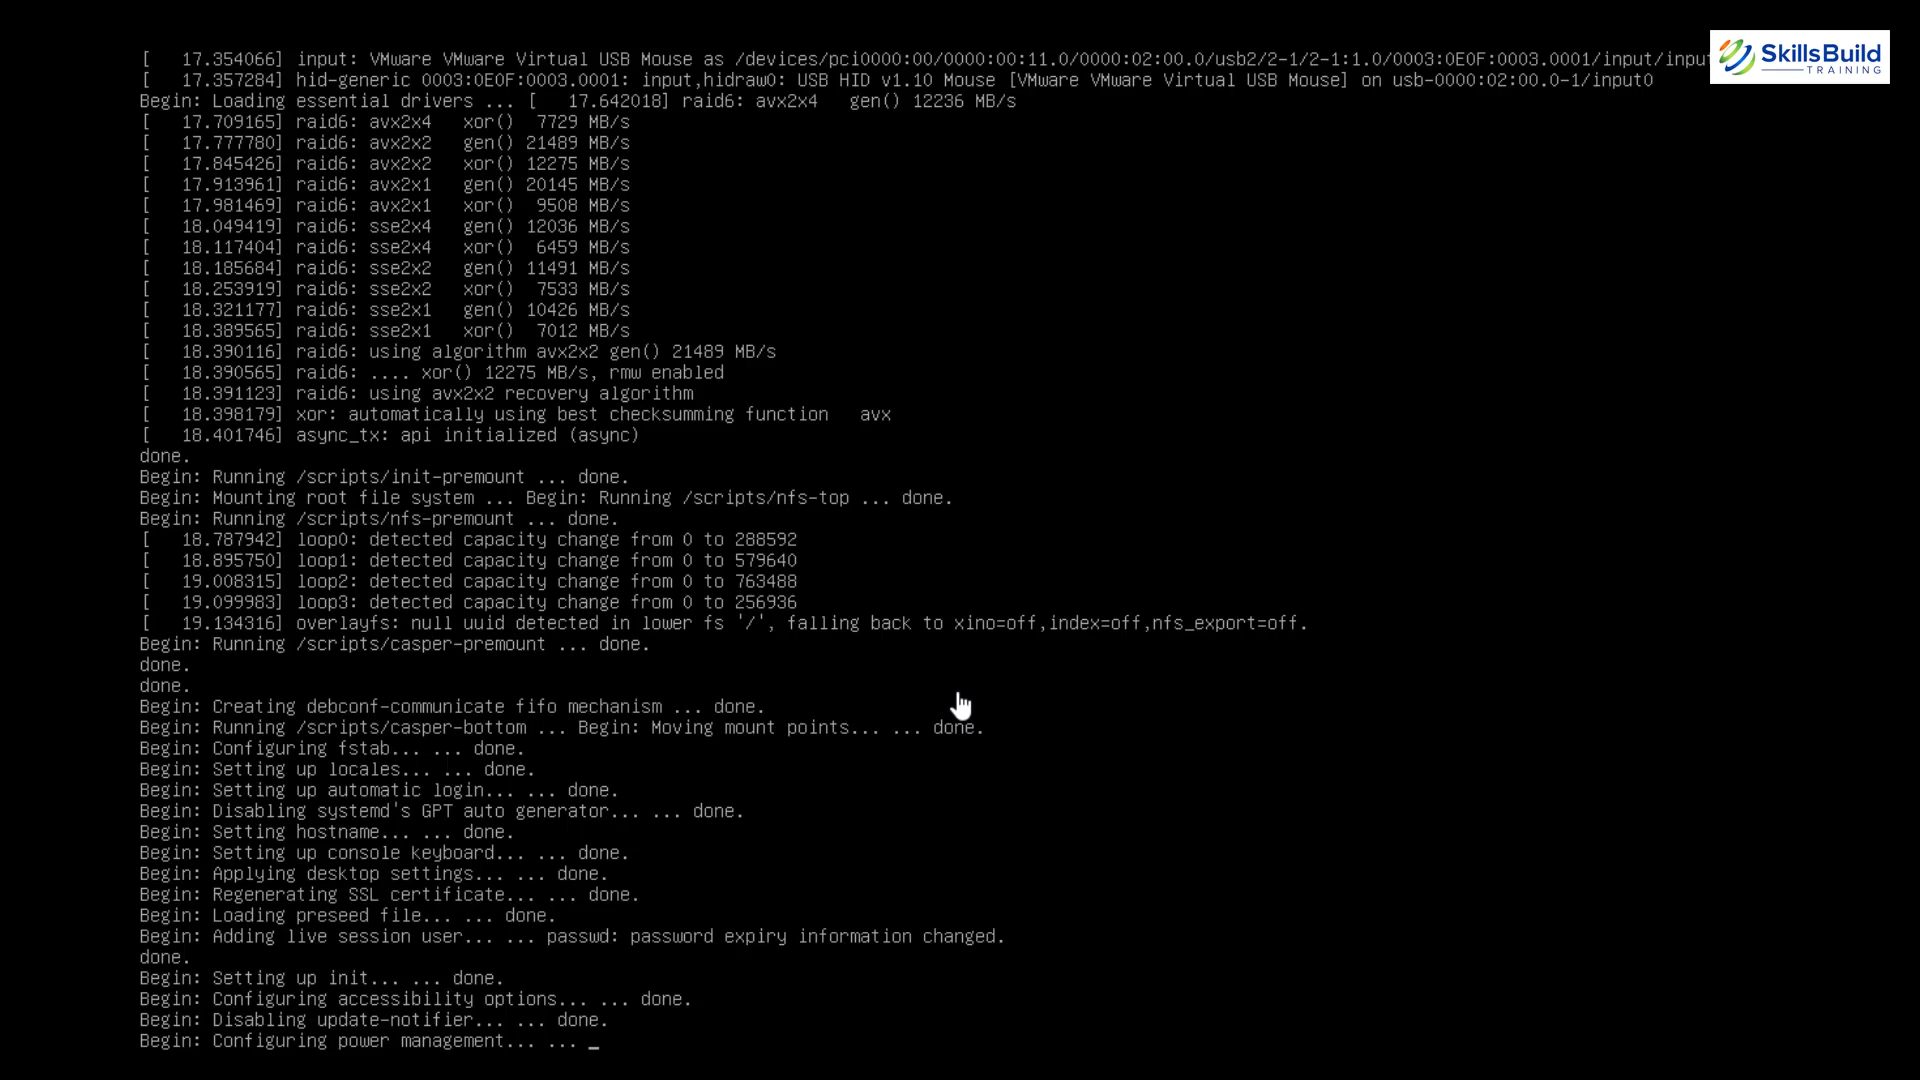 [   17.354066] input: VMware VMware Virtual USB Mouse as /devices/pci0000:00/0000:00:11.0/0000:02:00.0/usb2/2-1/2-1:1.0/0003:0E0F:0003.0001/input/input
SkillsBuild
TRAINING
[   17.357284] hid-generic 0003:0E0F:0003.0001: input,hidraw0: USB HID v1.10 Mouse [VMware VMware Virtual USB Mouse] on usb-0000:02:00.0-1/input0
Begin: Loading essential drivers ... [   17.642018] raid6: avx2x4   gen() 12236 MB/s
[   17.709165] raid6: avx2x4   xor()  7729 MB/s
[   17.777780] raid6: avx2x2   gen() 21489 MB/s
[   17.845426] raid6: avx2x2   xor() 12275 MB/s
[   17.913961] raid6: avx2x1   gen() 20145 MB/s
[   17.981469] raid6: avx2x1   xor()  9508 MB/s
[   18.049419] raid6: sse2x4   gen() 12036 MB/s
[   18.117404] raid6: sse2x4   xor()  6459 MB/s
[   18.185684] raid6: sse2x2   gen() 11491 MB/s
[   18.253919] raid6: sse2x2   xor()  7533 MB/s
[   18.321177] raid6: sse2x1   gen() 10426 MB/s
[   18.389565] raid6: sse2x1   xor()  7012 MB/s
[   18.390116] raid6: using algorithm avx2x2 gen() 21489 MB/s
[   18.390565] raid6: .... xor() 12275 MB/s, rmw enabled
[   18.391123] raid6: using avx2x2 recovery algorithm
[   18.398179] xor: automatically using best checksumming function   avx
[   18.401746] async_tx: api initialized (async)
done.
Begin: Running /scripts/init-premount ... done.
Begin: Mounting root file system ... Begin: Running /scripts/nfs-top ... done.
Begin: Running /scripts/nfs-premount ... done.
[   18.787942] loop0: detected capacity change from 0 to 288592
[   18.895750] loop1: detected capacity change from 0 to 579640
[   19.008315] loop2: detected capacity change from 0 to 763488
[   19.099983] loop3: detected capacity change from 0 to 256936
[   19.134316] overlayfs: null uuid detected in lower fs '/', falling back to xino=off,index=off,nfs_export=off.
Begin: Running /scripts/casper-premount ... done.
done.
done.
Begin: Creating debconf-communicate fifo mechanism ... done.
Begin: Running /scripts/casper-bottom ... Begin: Moving mount points... ... done.
Begin: Configuring fstab... ... done.
Begin: Setting up locales... ... done.
Begin: Setting up automatic login... ... done.
Begin: Disabling systemd's GPT auto generator... ... done.
Begin: Setting hostname... ... done.
Begin: Setting up console keyboard... ... done.
Begin: Applying desktop settings... ... done.
Begin: Regenerating SSL certificate... ... done.
Begin: Loading preseed file... ... done.
Begin: Adding live session user... ... passwd: password expiry information changed.
done.
Begin: Setting up init... ... done.
Begin: Configuring accessibility options... ... done.
Begin: Disabling update-notifier... ... done.
Begin: Configuring power management... ... _